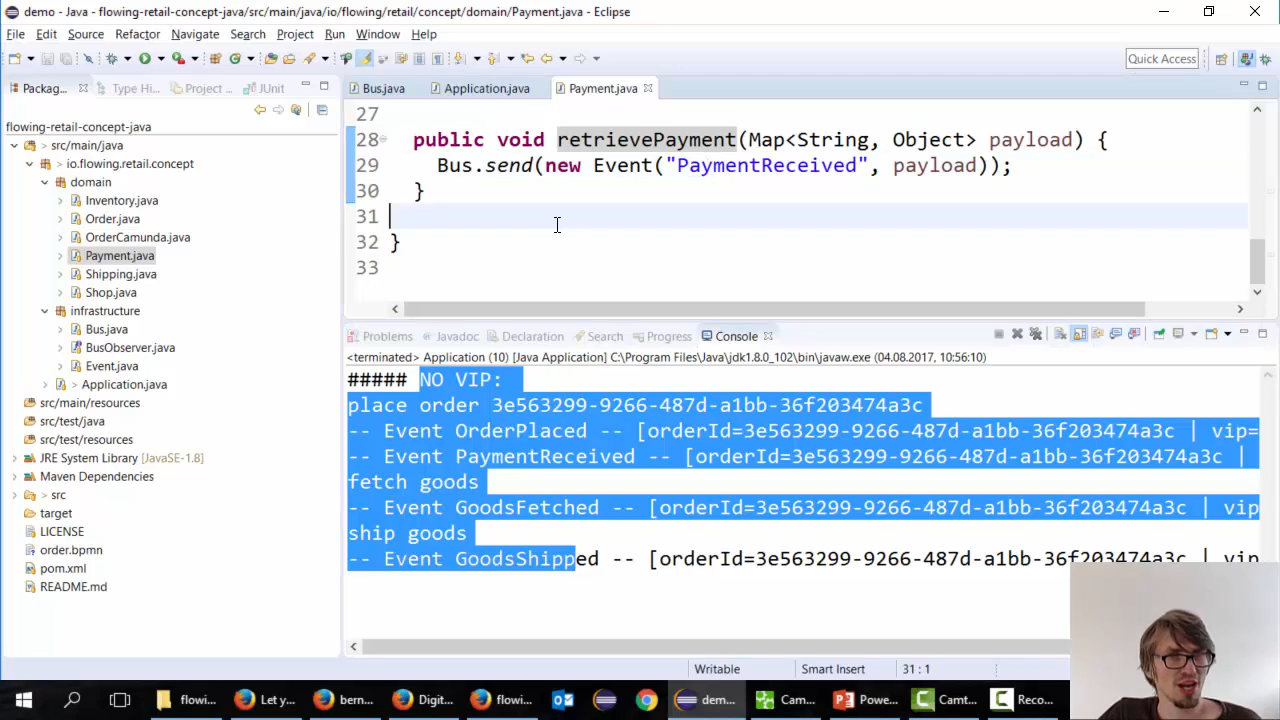 demo - Java - flowing-retail-concept-java/src/main/java/io/flowing/retail/concept/domain/Payment.java - Eclipse
File Edit Source Refactor Navigate Search Project Run Window Help
Quick Access
Packag... Type Hi... Project ... JUnit
Bus.java Application.java Payment.java
flowing-retail-concept-java
src/main/java
io.flowing.retail.concept
domain
Inventory.java
Order.java
OrderCamunda.java
Payment.java
Shipping.java
Shop.java
infrastructure
Bus.java
BusObserver.java
Event.java
> Application.java
src/main/resources
src/test/java
src/test/resources
JRE System Library [JavaSE-1.8]
Maven Dependencies
> src
target
LICENSE
order.bpmn
pom.xml
README.md
27
28 public void retrievePayment(Map<String, Object> payload) {
29 Bus.send(new Event("PaymentReceived", payload));
30 }
31
32 }
33
Problems Javadoc Declaration Search Progress Console
<terminated> Application (10) [Java Application] C:\Program Files\Java\jdk1.8.0_102\bin\javaw.exe (04.08.2017, 10:56:10)
##### NO VIP:
place order 3e563299-9266-487d-a1bb-36f203474a3c
-- Event OrderPlaced -- [orderId=3e563299-9266-487d-a1bb-36f203474a3c | vip=
-- Event PaymentReceived -- [orderId=3e563299-9266-487d-a1bb-36f203474a3c |
fetch goods
-- Event GoodsFetched -- [orderId=3e563299-9266-487d-a1bb-36f203474a3c | vip
ship goods
-- Event GoodsShipped -- [orderId=3e563299-9266-487d-a1bb-36f203474a3c | vip
Writable Smart Insert 31 : 1
flowi... Let y... bern... Digit... flowi... dem... Cam... Powe... Camt... Reco...